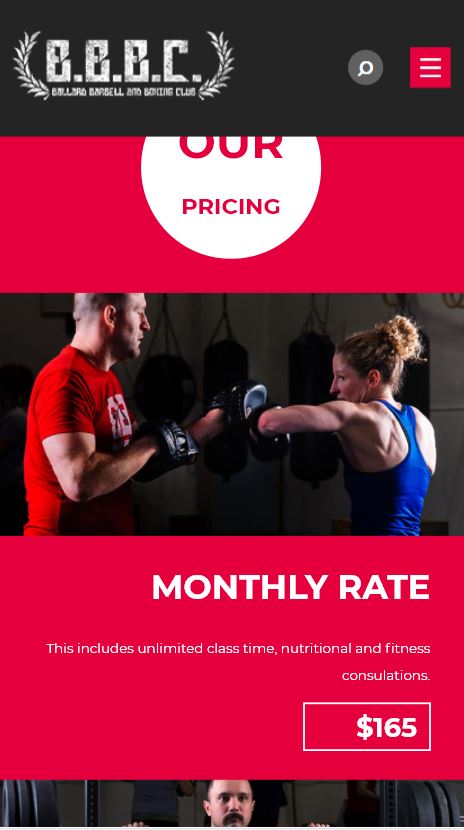 B.B.B.C.
BALLARD BARBELL AND BOXING CLUB
OUR
PRICING
MONTHLY RATE
This includes unlimited class time, nutritional and fitness
consulations.
$165